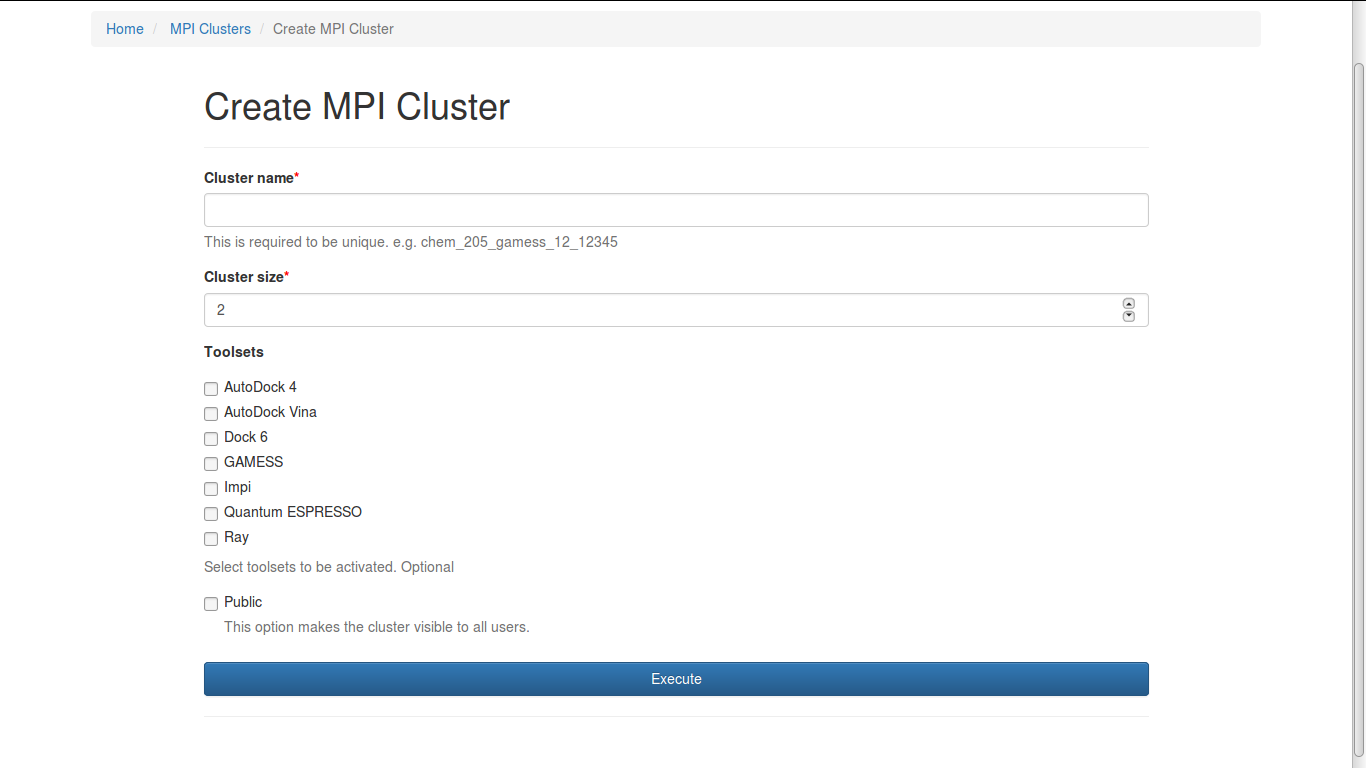 Home / MPI Clusters / Create MPI Cluster
Create MPI Cluster
Cluster name*
This is required to be unique. e.g. chem_205_gamess_12_12345
Cluster size*
2
Toolsets
AutoDock 4
AutoDock Vina
Dock 6
GAMESS
Impi
Quantum ESPRESSO
Ray
Select toolsets to be activated. Optional
Public
This option makes the cluster visible to all users.
Execute